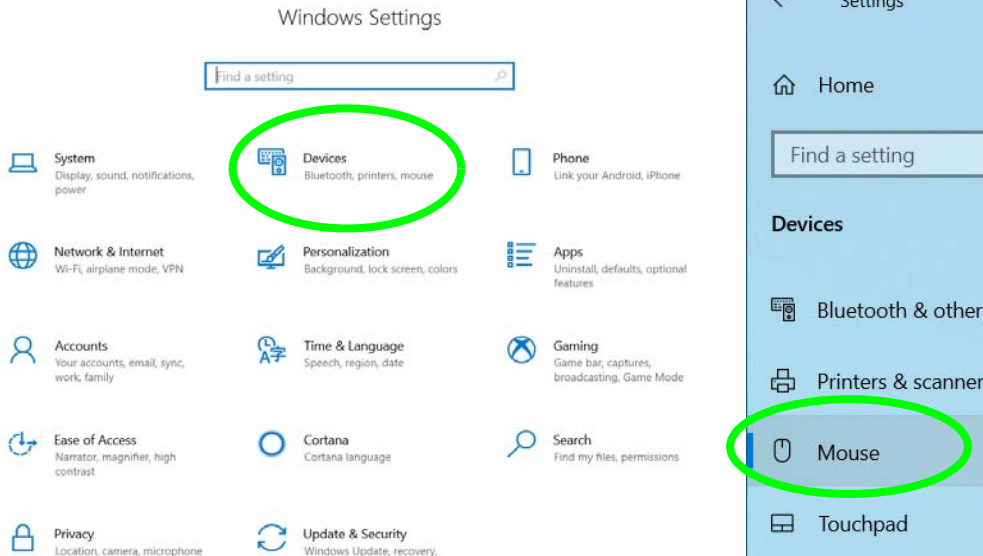 Windows Settings
Find a setting
System
Display, sound, notifications,
power
Devices
Bluetooth, printers, mouse
Phone
Link your Android, iPhone
Network & Internet
Wi-Fi, airplane mode, VPN
Personalization
Background, lock screen, colors
Apps
Uninstall, defaults, optional
features
Accounts
Your accounts, email, sync,
work, family
Time & Language
Speech, region, date
Gaming
Game bar, captures,
broadcasting, Game Mode
Ease of Access
Narrator, magnifier, high
contrast
Cortana
Cortana language
Search
Find my files, permissions
Privacy
Location, camera, microphone
Update & Security
Windows Update, recovery,
Settings
Home
Find a setting
Devices
Bluetooth & other
Printers & scanner
Mouse
Touchpad